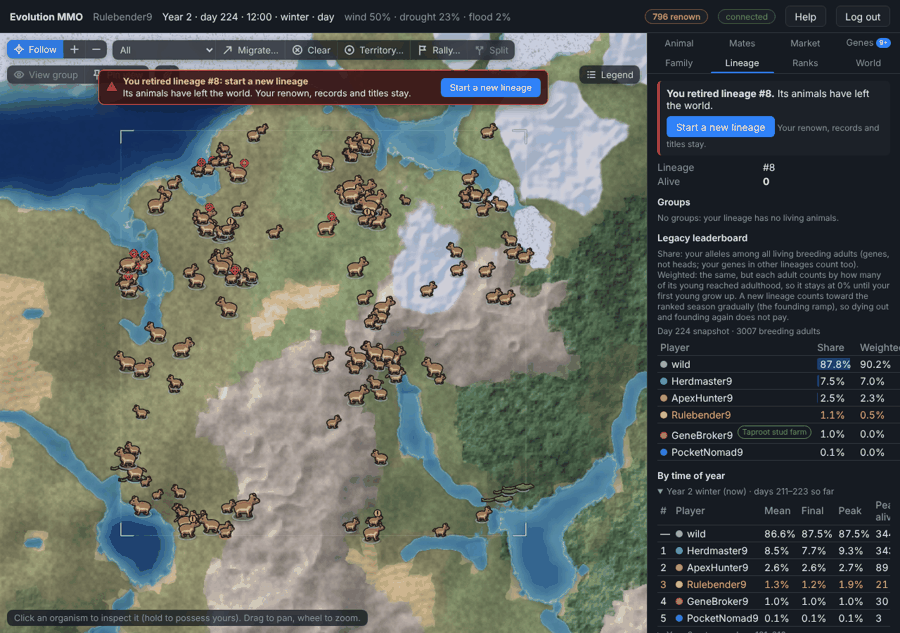 Evolution MMO Rulebender9 Year 2 · day 224 · 12:00 · winter · day wind 50% · drought 23% · flood 2% 796 renown connected Help Log out
Follow + − All Migrate... Clear Territory... Rally... Split
View group
Legend
You retired lineage #8: start a new lineage
Its animals have left the world. Your renown, records and titles stay.
Start a new lineage
Click an organism to inspect it (hold to possess yours). Drag to pan, wheel to zoom.
Animal Mates Market Genes 9+
Family Lineage Ranks World
You retired lineage #8. Its animals have left
the world.
Start a new lineage Your renown, records and
titles stay.
Lineage #8
Alive 0
Groups
No groups: your lineage has no living animals.
Legacy leaderboard
Share: your alleles among all living breeding adults (genes,
not heads; your genes in other lineages count too).
Weighted: the same, but each adult counts by how many
of its young reached adulthood, so it stays at 0% until your
first young grow up. A new lineage counts toward the
ranked season gradually (the founding ramp), so dying out
and founding again does not pay.
Day 224 snapshot · 3007 breeding adults
Player Share Weighted
wild 87.8% 90.2%
Herdmaster9 7.5% 7.0%
ApexHunter9 2.5% 2.3%
Rulebender9 1.1% 0.5%
GeneBroker9 Taproot stud farm 1.0% 0.0%
PocketNomad9 0.1% 0.0%
By time of year
▼ Year 2 winter (now) · days 211–223 so far
# Player Mean Final Peak Peak
alive
— wild 86.6% 87.5% 87.5%
1 Herdmaster9 8.5% 7.7% 9.3%
2 ApexHunter9 2.6% 2.6% 2.7% 89
3 Rulebender9 1.3% 1.2% 1.9% 21
4 GeneBroker9 1.0% 1.0% 1.0% 30
5 PocketNomad9 0.1% 0.1% 0.1% 3